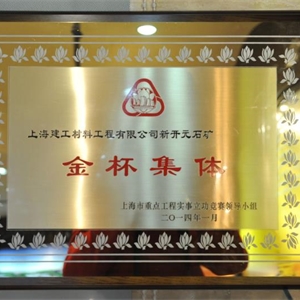 上海建工材料工程有限公司新开元石矿
金杯集体
上海市重点工程实事立功竞赛领导小组
二〇一四年一月